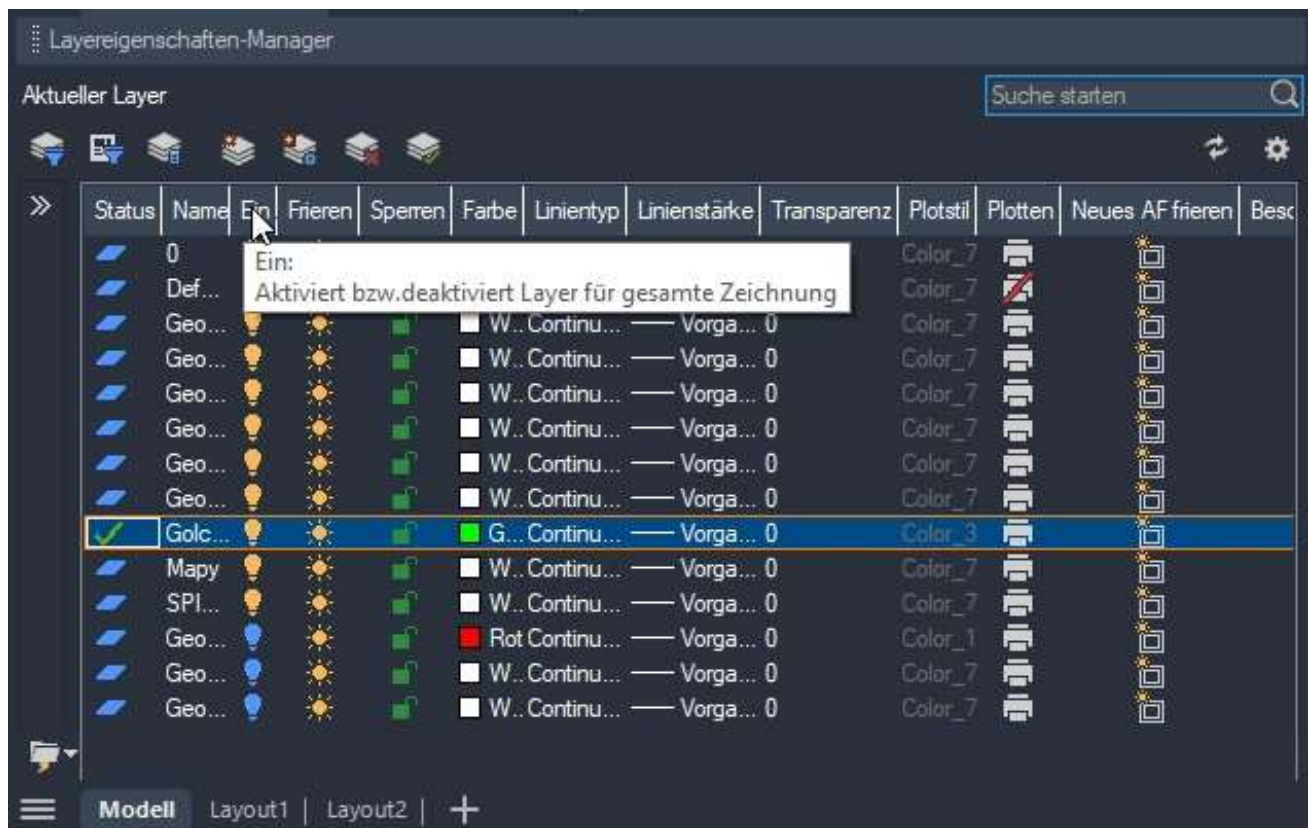 Layereigenschaften-Manager
Aktueller Layer
Suche starten
Status Name Ein Frieren Sperren Farbe Linientyp Linienstärke Transparenz Plotstil Plotten Neues AF frieren Besc
0 Color_7
Ein:
Def... Color_7
Aktiviert bzw.deaktiviert Layer für gesamte Zeichnung
Geo... W.. Continu... Vorga... 0 Color_7
Geo... W.. Continu... Vorga... 0 Color_7
Geo... W.. Continu... Vorga... 0 Color_7
Geo... W.. Continu... Vorga... 0 Color_7
Geo... W.. Continu... Vorga... 0 Color_7
Geo... W.. Continu... Vorga... 0 Color_7
Golc... G... Continu... Vorga... 0 Color_3
Mapy W.. Continu... Vorga... 0 Color_7
SPI... W.. Continu... Vorga... 0 Color_7
Geo... Rot Continu... Vorga... 0 Color_1
Geo... W.. Continu... Vorga... 0 Color_7
Geo... W.. Continu... Vorga... 0 Color_7
Modell Layout1 | Layout2 |